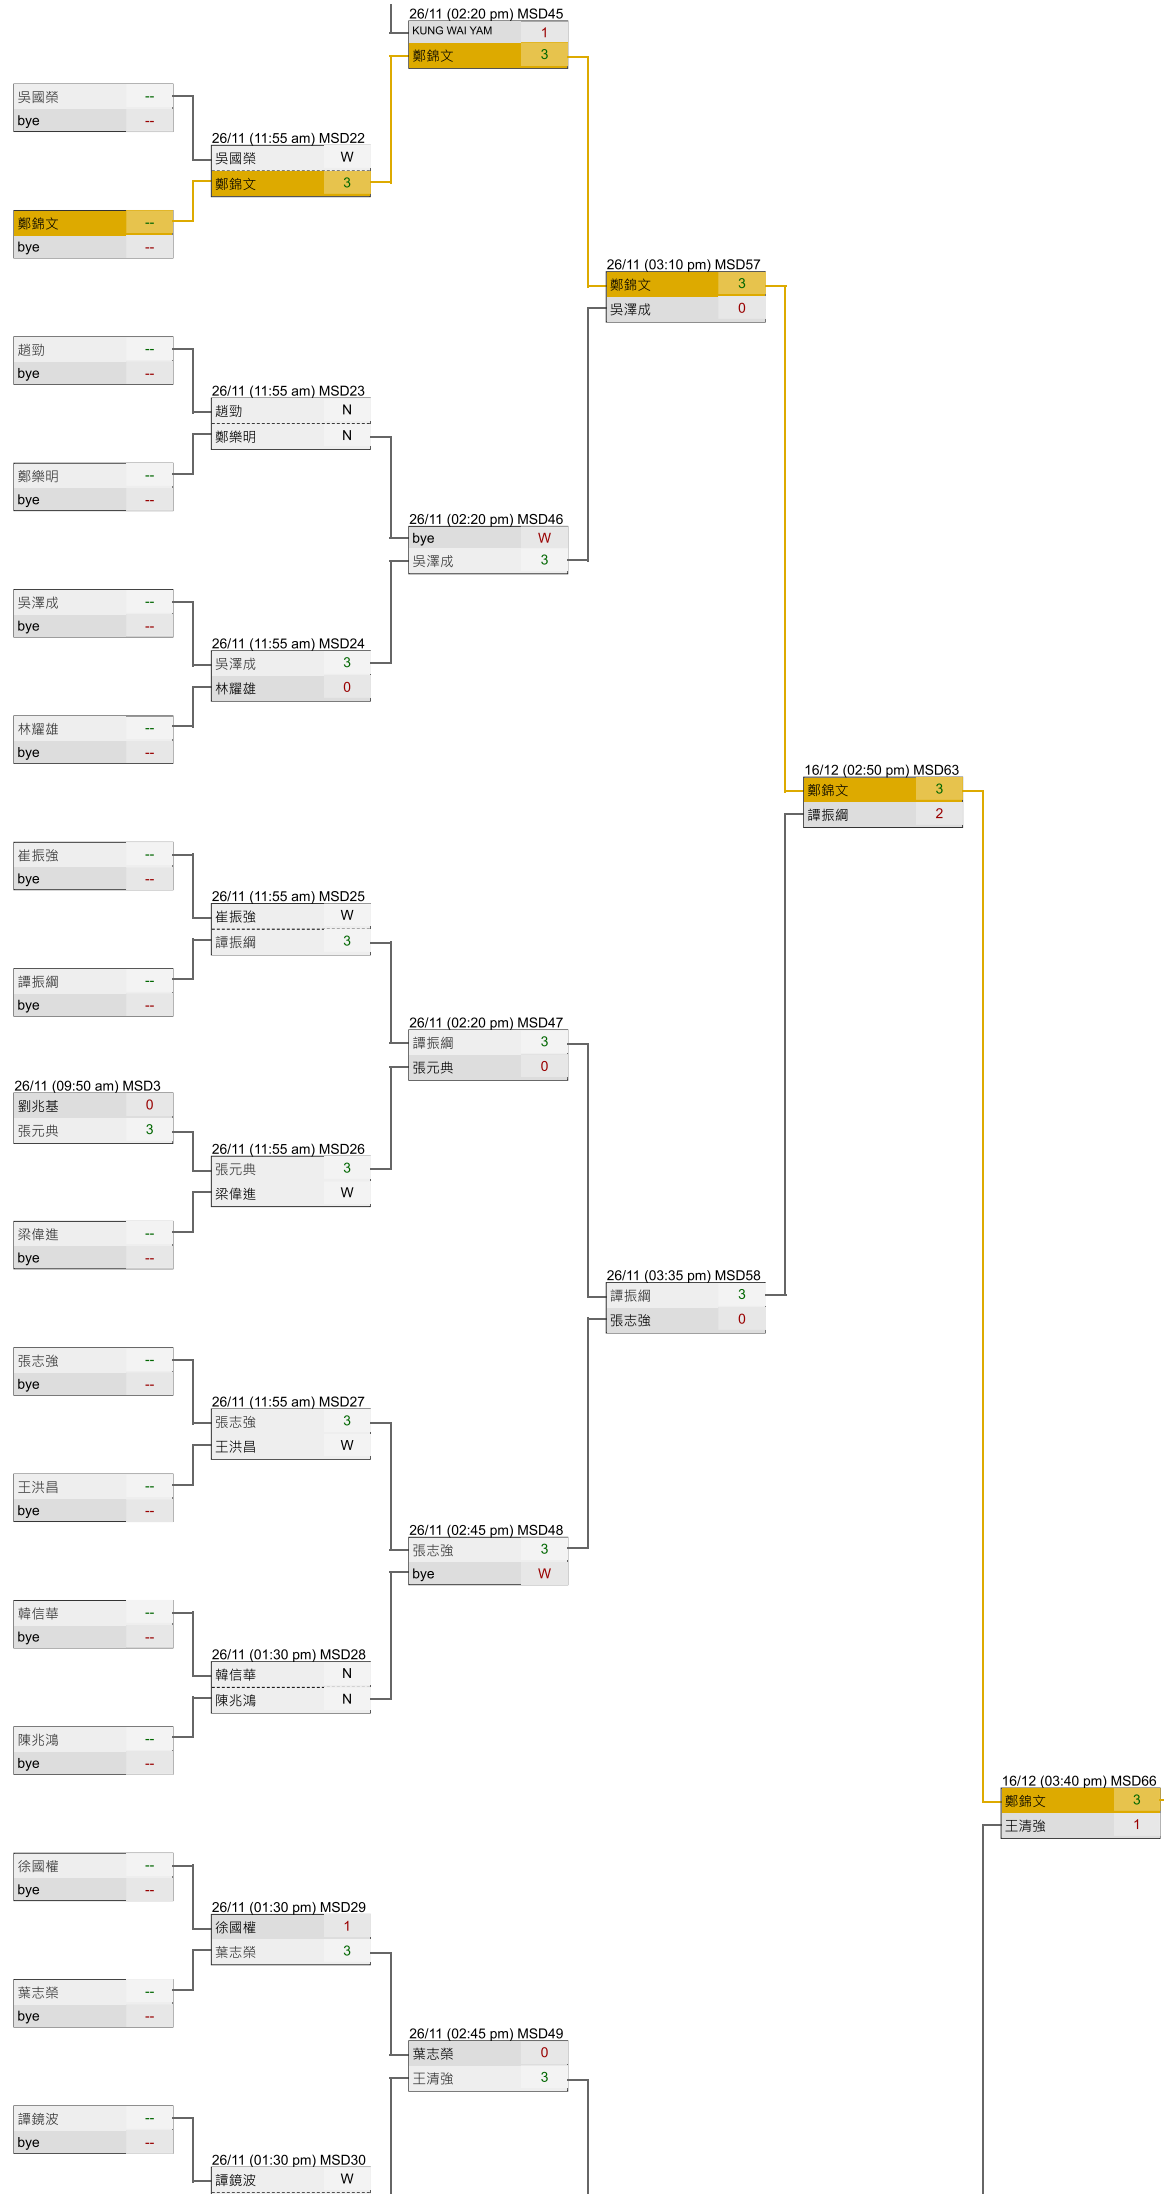 26/11 (02:20 pm) MSD45
KUNG WAI YAM 1
鄭錦文 3
吳國榮 --
bye --
26/11 (11:55 am) MSD22
吳國榮 W
鄭錦文 3
鄭錦文 --
bye --
26/11 (03:10 pm) MSD57
鄭錦文 3
吳澤成 0
趙勁 --
bye --
26/11 (11:55 am) MSD23
趙勁 N
鄭樂明 N
鄭樂明 --
bye --
26/11 (02:20 pm) MSD46
bye W
吳澤成 3
吳澤成 --
bye --
26/11 (11:55 am) MSD24
吳澤成 3
林耀雄 0
林耀雄 --
bye --
16/12 (02:50 pm) MSD63
鄭錦文 3
譚振綱 2
崔振強 --
bye --
26/11 (11:55 am) MSD25
崔振強 W
譚振綱 3
譚振綱 --
bye --
26/11 (02:20 pm) MSD47
譚振綱 3
張元典 0
26/11 (09:50 am) MSD3
劉兆基 0
張元典 3
26/11 (11:55 am) MSD26
張元典 3
梁偉進 W
梁偉進 --
bye --
26/11 (03:35 pm) MSD58
譚振綱 3
張志強 0
張志強 --
bye --
26/11 (11:55 am) MSD27
張志強 3
王洪昌 W
王洪昌 --
bye --
26/11 (02:45 pm) MSD48
張志強 3
bye W
韓信華 --
bye --
26/11 (01:30 pm) MSD28
韓信華 N
陳兆鴻 N
陳兆鴻 --
bye --
16/12 (03:40 pm) MSD66
鄭錦文 3
王清強 1
徐國權 --
bye --
26/11 (01:30 pm) MSD29
徐國權 1
葉志榮 3
葉志榮 --
bye --
26/11 (02:45 pm) MSD49
葉志榮 0
王清強 3
譚鏡波 --
bye --
26/11 (01:30 pm) MSD30
譚鏡波 W